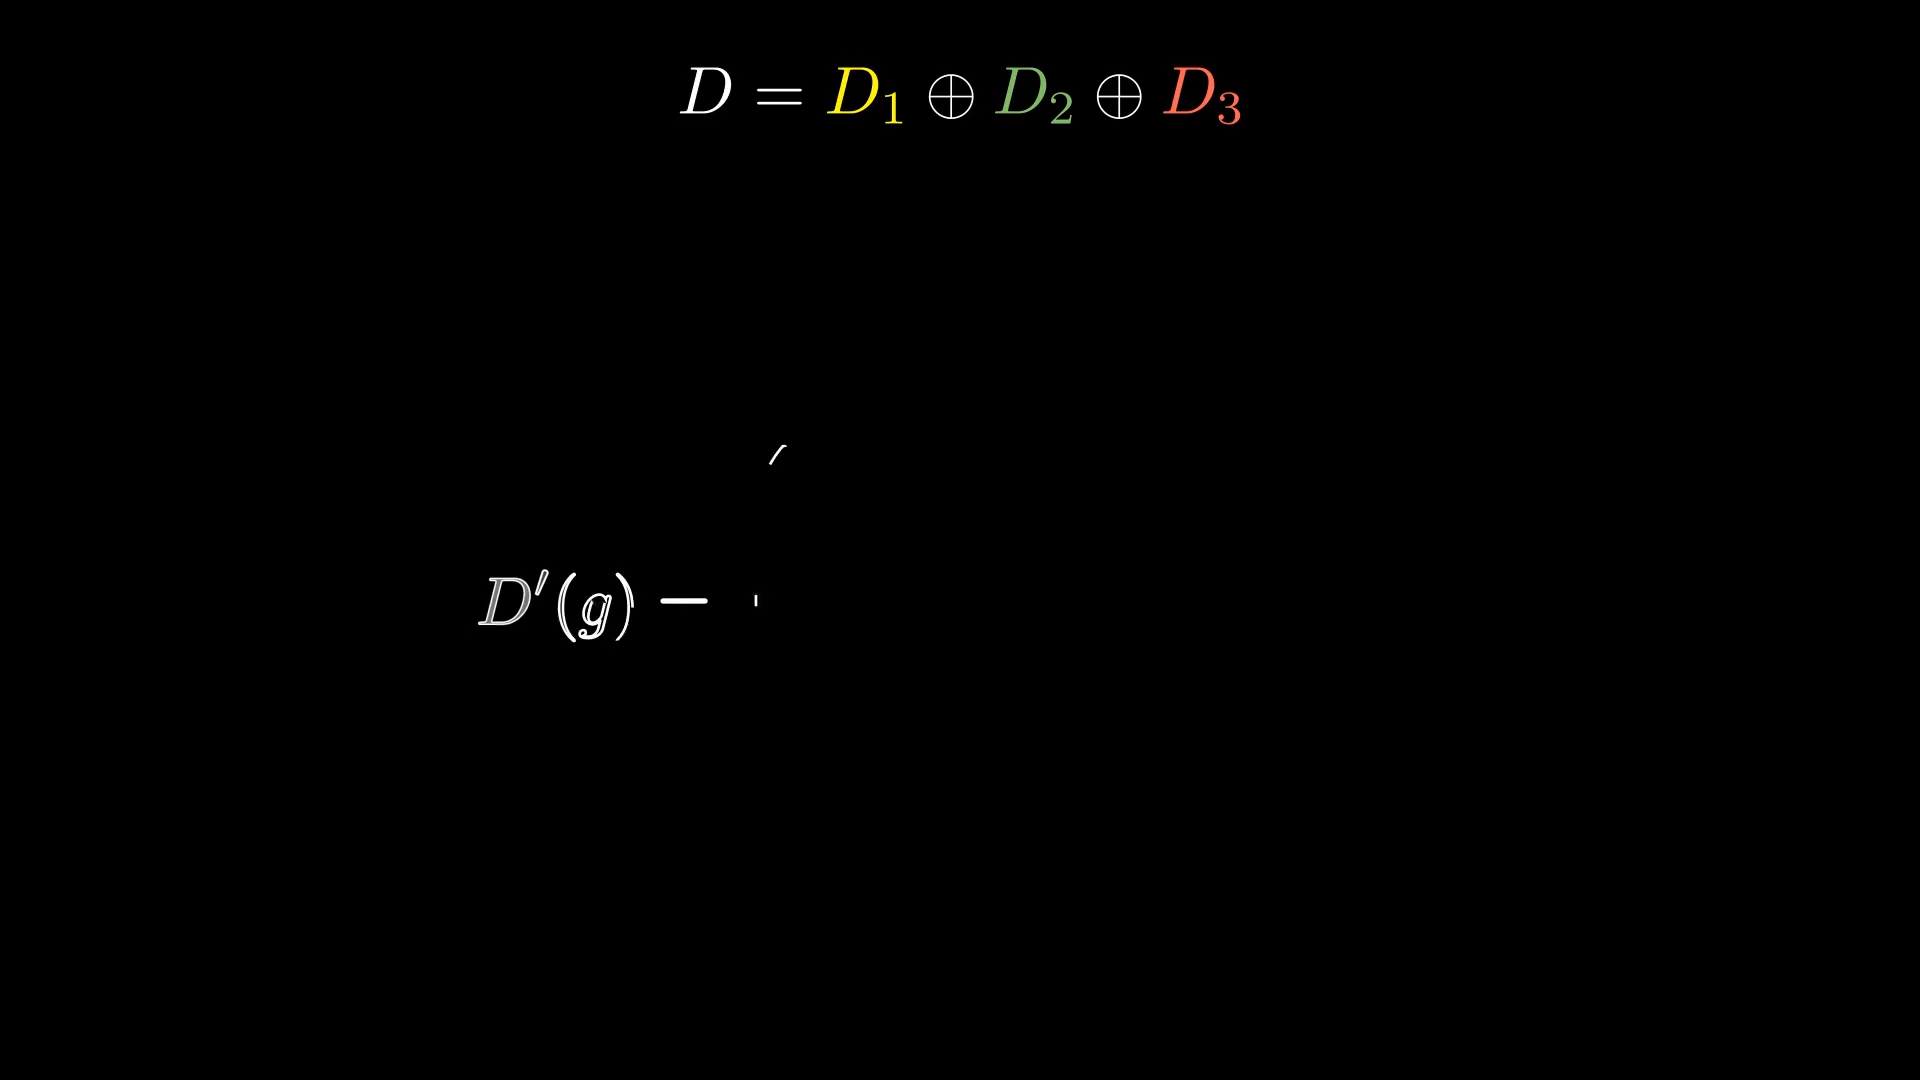 D = D₁ ⊕ D₂ ⊕ D₃
D′(g)